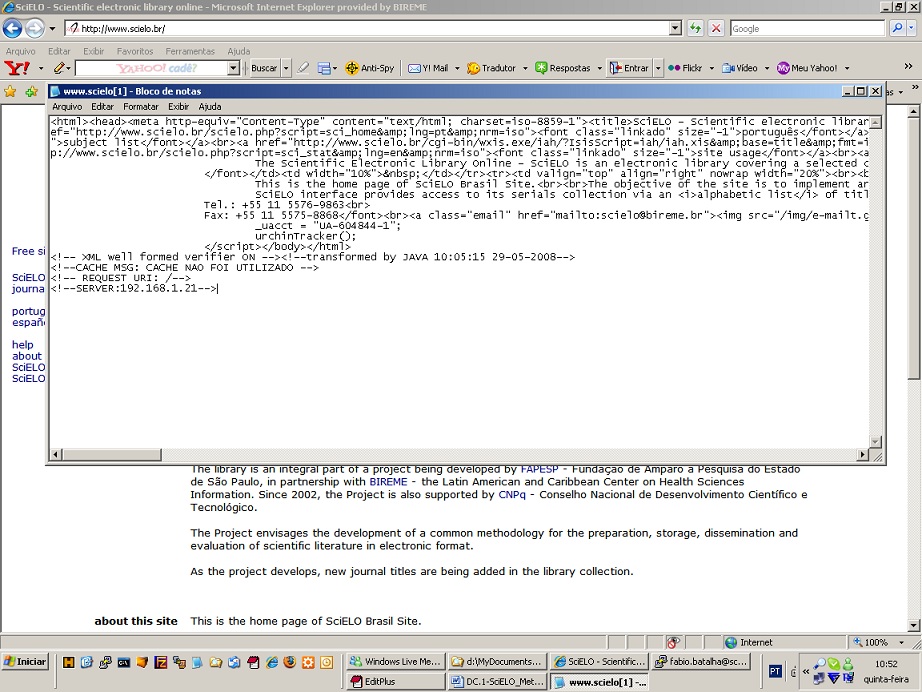 SciELO - Scientific electronic library online - Microsoft Internet Explorer provided by BIREME
http://www.scielo.br/
Google
Arquivo Editar Exibir Favoritos Ferramentas Ajuda
Y! YAHOO! cadê? Buscar Anti-Spy Y! Mail Tradutor Respostas Entrar Flickr Vídeo Meu Yahoo! »
www.scielo[1] - Bloco de notas
Arquivo Editar Formatar Exibir Ajuda
<html><head><meta http-equiv="Content-Type" content="text/html; charset=iso-8859-1"><title>SciELO - Scientific electronic librar
ef="http://www.scielo.br/scielo.php?script=sci_home&amp;lng=pt&amp;nrm=iso"><font class="linkado" size="-1">português</font></a>
">subject list</font></a><br><a href="http://www.scielo.br/cgi-bin/wxis.exe/iah/?IsisScript=iah/iah.xis&amp;base=title&amp;fmt=i
p://www.scielo.br/scielo.php?script=sci_stat&amp;lng=en&amp;nrm=iso"><font class="linkado" size="-1">site usage</font></a><br><a
The Scientific Electronic Library Online - SciELO is an electronic library covering a selected c
</font></td><td width="10%">&nbsp;</td></tr><tr><td valign="top" align="right" nowrap width="20%"><br><b
This is the home page of SciELO Brasil Site.<br><br>The objective of the site is to implement an
SciELO interface provides access to its serials collection via an <i>alphabetic list</i> of titl
Tel.: +55 11 5576-9863<br>
Fax: +55 11 5575-8868</font><br><a class="email" href="mailto:scielo@bireme.br"><img src="/img/e-mailt.g
_uacct = "UA-604844-1";
urchinTracker();
</script></body></html>
<!-- XML well formed verifier ON --><!--transformed by JAVA 10:05:15 29-05-2008-->
<!--CACHE MSG: CACHE NAO FOI UTILIZADO -->
<!-- REQUEST URI: /-->
<!--SERVER:192.168.1.21-->
Free si
SciELO
journa
portug
españ
help
about
SciELO
SciELO
The library is an integral part of a project being developed by FAPESP - Fundação de Amparo à Pesquisa do Estado
de São Paulo, in partnership with BIREME - the Latin American and Caribbean Center on Health Sciences
Information. Since 2002, the Project is also supported by CNPq - Conselho Nacional de Desenvolvimento Científico e
Tecnológico.
The Project envisages the development of a common methodology for the preparation, storage, dissemination and
evaluation of scientific literature in electronic format.
As the project develops, new journal titles are being added in the library collection.
about this site This is the home page of SciELO Brasil Site.
Internet 100%
Iniciar Windows Live Me... d:\MyDocuments... SciELO - Scientific... fabio.batalha@sc... PT « 10:52
EditPlus DC.1-SciELO_Met... www.scielo[1] -... quinta-feira